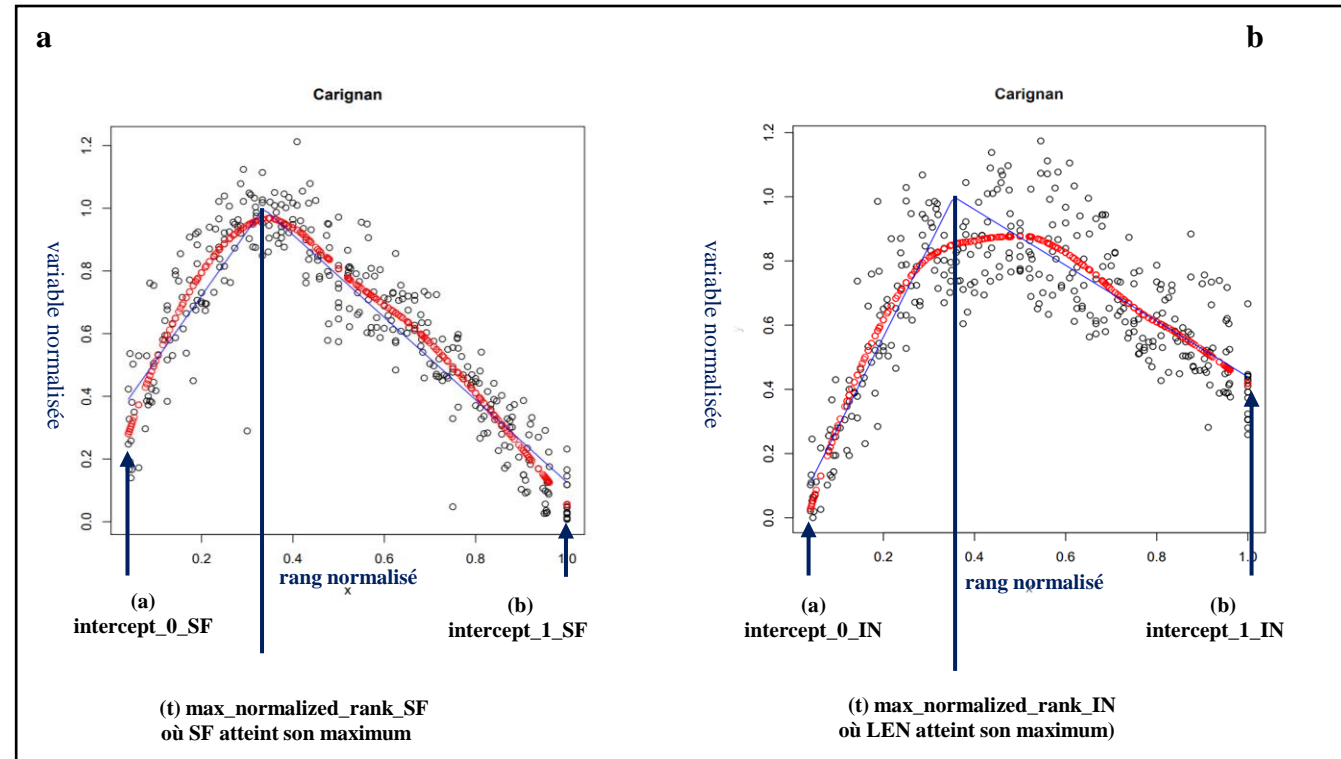 a
b
Carignan
variable normalisée
0.0
0.2
0.4
0.6
0.8
1.0
1.2
0.2
0.4
0.6
0.8
1.0
rang normalisé
x
(a)
intercept_0_SF
(b)
intercept_1_SF
(t) max_normalized_rank_SF
où SF atteint son maximum
Carignan
variable normalisée
y
0.0
0.2
0.4
0.6
0.8
1.0
1.2
0.2
0.4
0.6
0.8
1.0
rang normalisé
x
(a)
intercept_0_IN
(b)
intercept_1_IN
(t) max_normalized_rank_IN
où LEN atteint son maximum)